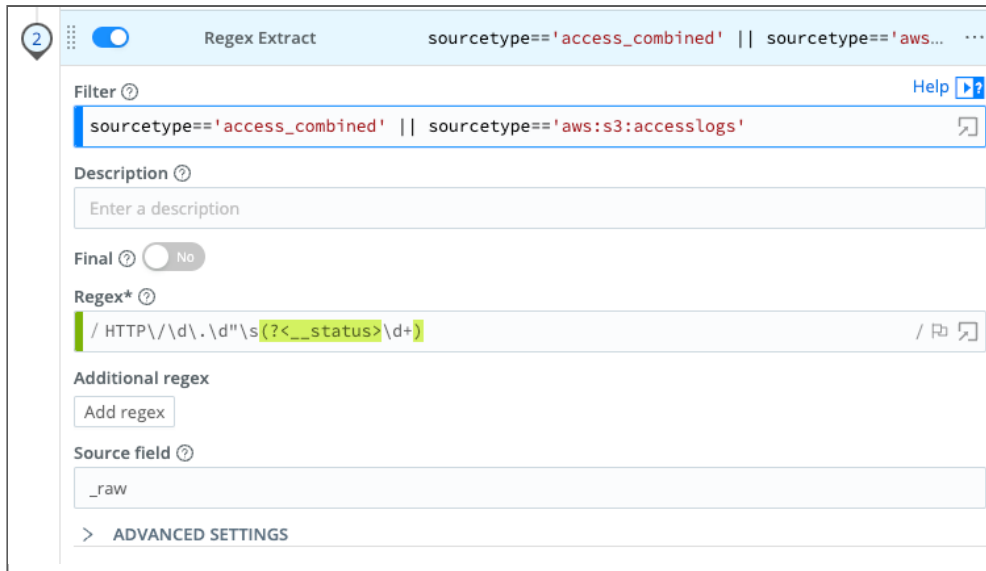 2 Regex Extract sourcetype=='access_combined' || sourcetype=='aws… ...
Filter ? Help ?
sourcetype=='access_combined' || sourcetype=='aws:s3:accesslogs'
Description ?
Enter a description
Final ? No
Regex* ?
/ HTTP\/\d\.\d"\s(?<__status>\d+) /
Additional regex
Add regex
Source field ?
_raw
> ADVANCED SETTINGS